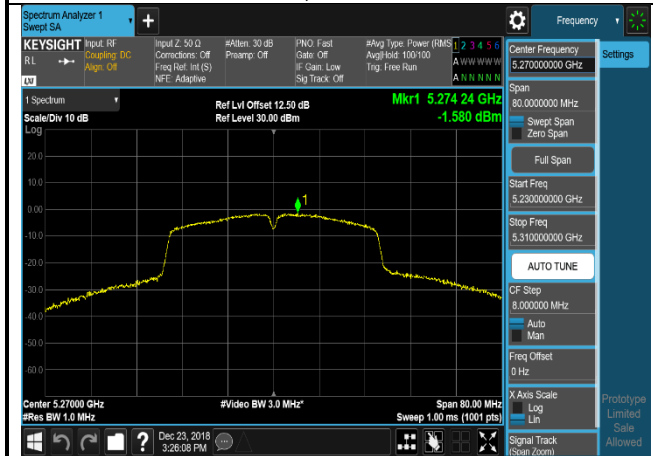 Spectrum Analyzer 1
Swept SA
Frequency
KEYSIGHT
RL
LXI
Input: RF
Coupling: DC
Align: Off
Input Z: 50 Ω
Corrections: Off
Freq Ref: Int (S)
NFE: Adaptive
#Atten: 30 dB
Preamp: Off
PNO: Fast
Gate: Off
IF Gain: Low
Sig Track: Off
#Avg Type: Power (RMS
Avg|Hold: 100/100
Trig: Free Run
1 2 3 4 5 6
A W W W W W
A N N N N N
1 Spectrum
Scale/Div 10 dB
Log
Ref Lvl Offset 12.50 dB
Ref Level 30.00 dBm
Mkr1 5.274 24 GHz
-1.580 dBm
20.0
10.0
0.00
-10.0
-20.0
-30.0
-40.0
-50.0
-60.0
1
Center 5.27000 GHz
#Res BW 1.0 MHz
#Video BW 3.0 MHz*
Span 80.00 MHz
Sweep 1.00 ms (1001 pts)
?
Dec 23, 2018
3:26:08 PM
Center Frequency
5.270000000 GHz
Span
80.0000000 MHz
Swept Span
Zero Span
Full Span
Start Freq
5.230000000 GHz
Stop Freq
5.310000000 GHz
AUTO TUNE
CF Step
8.000000 MHz
Auto
Man
Freq Offset
0 Hz
X Axis Scale
Log
Lin
Signal Track
(Span Zoom)
Settings
Prototype
Limited
Sale
Allowed